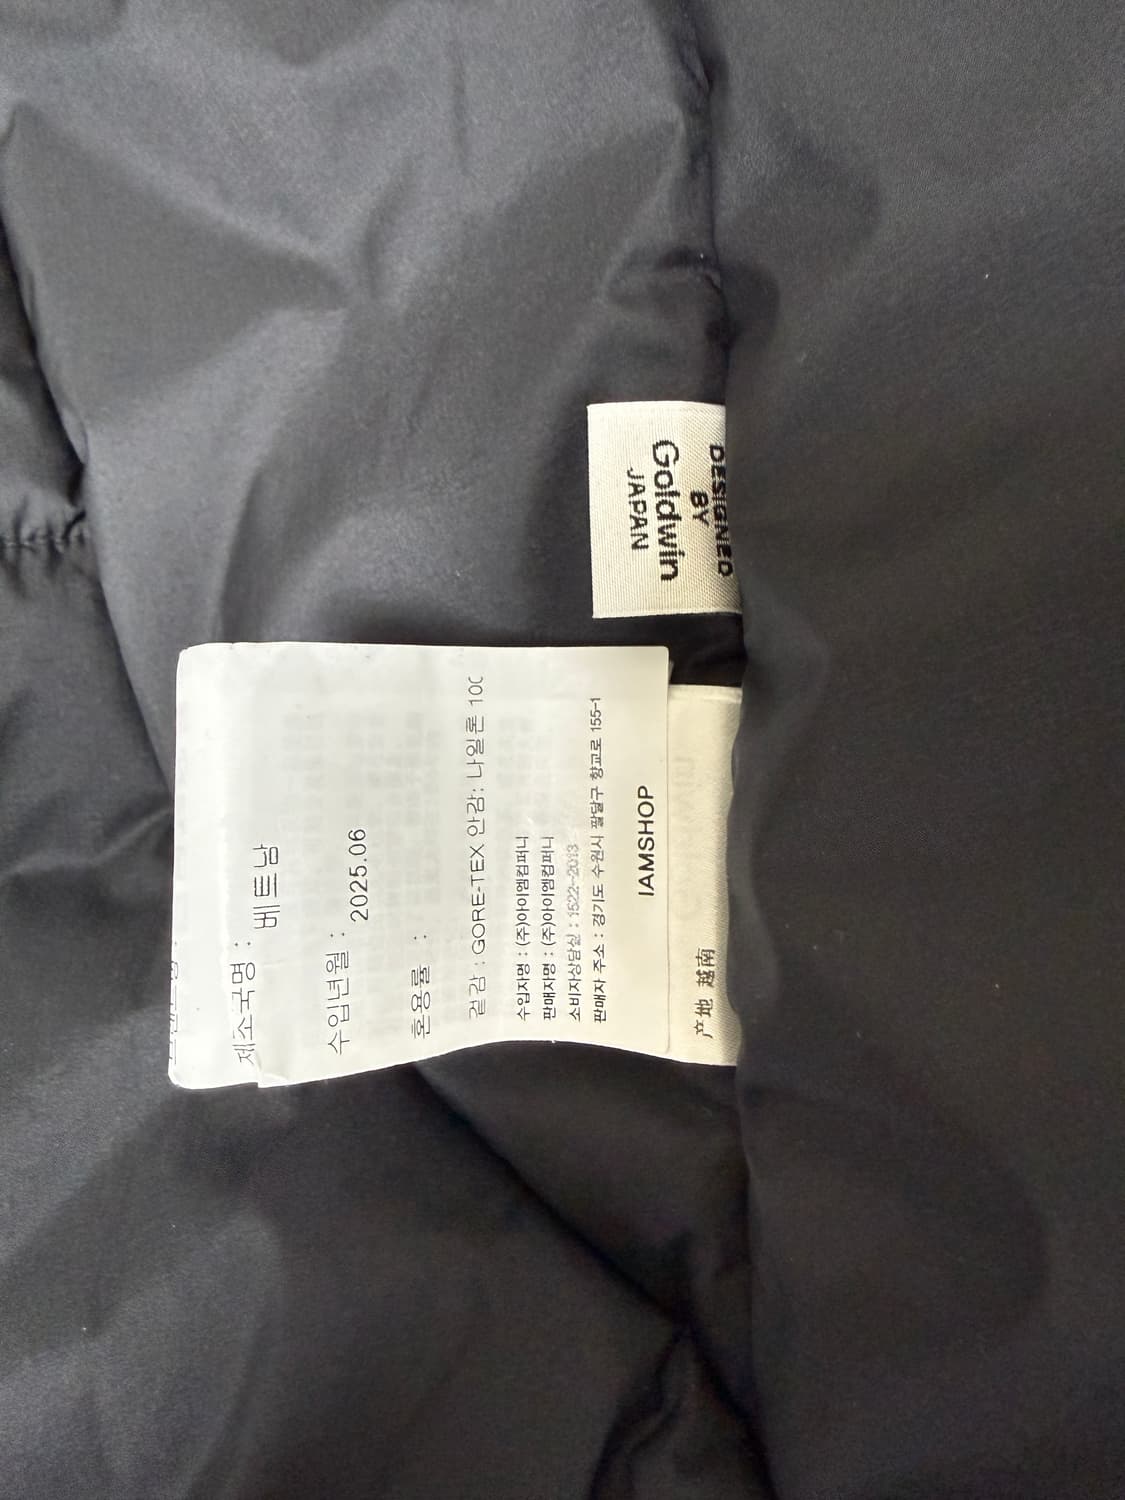 DESIGNED
BY
Goldwin
JAPAN
제조국명 :
베트남
수입년월 :
2025.06
혼용률 :
겉감 : GORE-TEX 안감: 나일론 100
수입자명 : (주)아이엠컴퍼니
판매자명 : (주)아이엠컴퍼니
소비자상담실 : 1522-2013
판매자 주소 : 경기도 수원시 팔달구 향교로 155-1
IAMSHOP
产地 越南